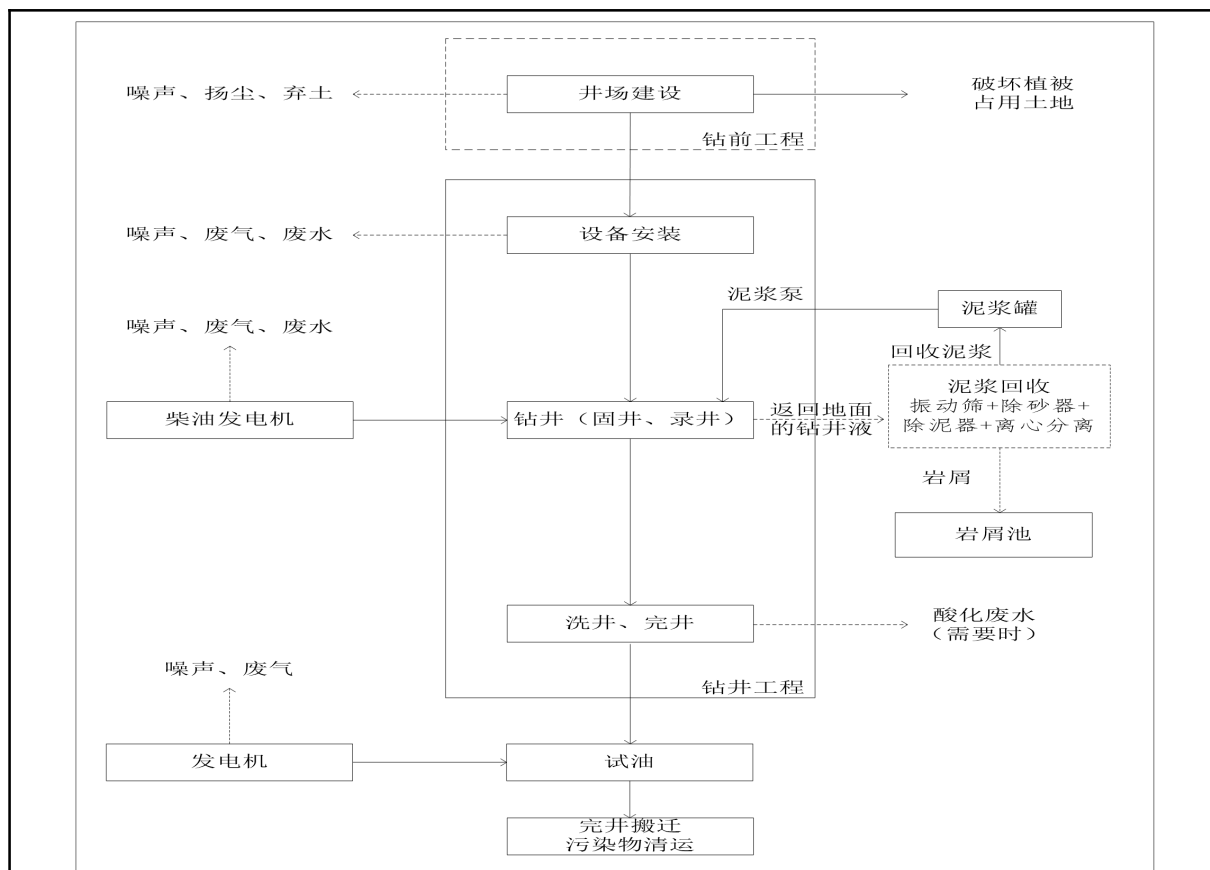 噪声、扬尘、弃土
井场建设
破坏植被
占用土地
钻前工程
噪声、废气、废水
设备安装
泥浆泵
泥浆罐
噪声、废气、废水
回收泥浆
泥浆回收
振动筛+除砂器+
除泥器+离心分离
柴油发电机
钻井（固井、录井）
返回地面
的钻井液
岩屑
岩屑池
洗井、完井
酸化废水
（需要时）
噪声、废气
钻井工程
发电机
试油
完井搬迁
污染物清运